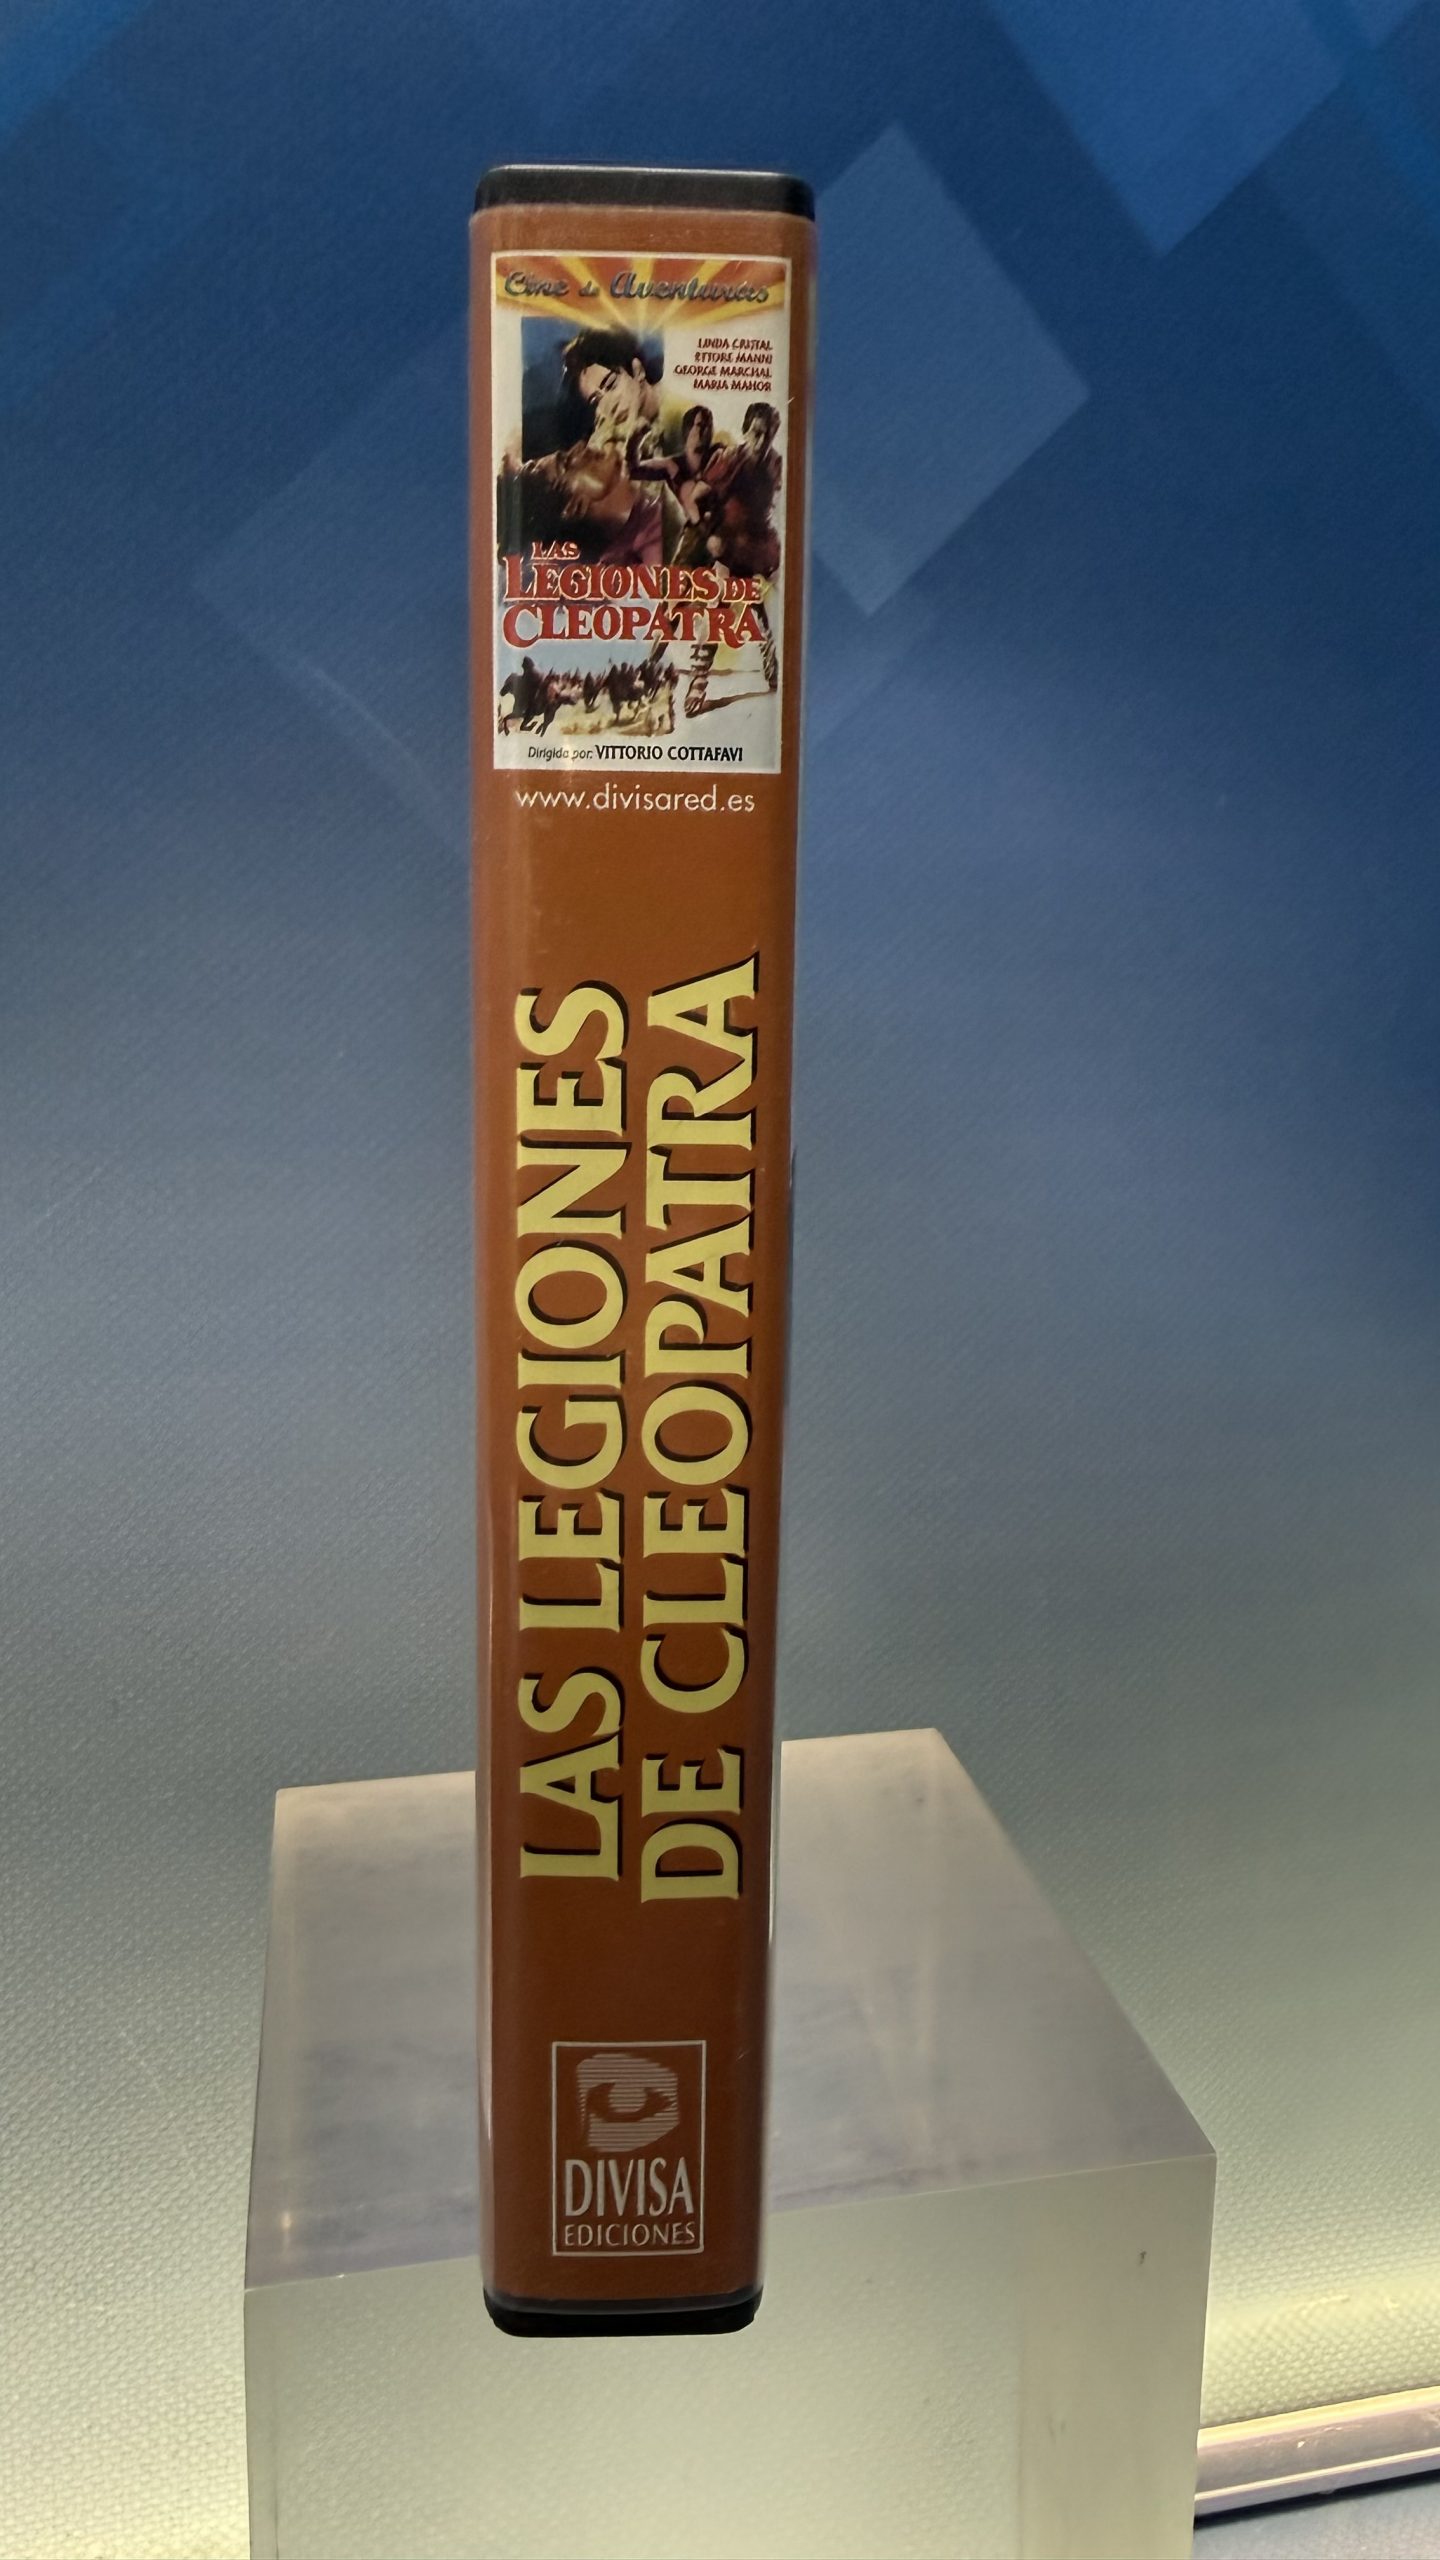 Cine de Aventuras
LINDA CRISTAL
ETTORE MANNI
GEORGE MARCHAL
MARIA MAHOR
LAS
LEGIONES DE
CLEOPATRA
Dirigida por: VITTORIO COTTAFAVI
www.divisared.es
LAS LEGIONES
DE CLEOPATRA
DIVISA
EDICIONES